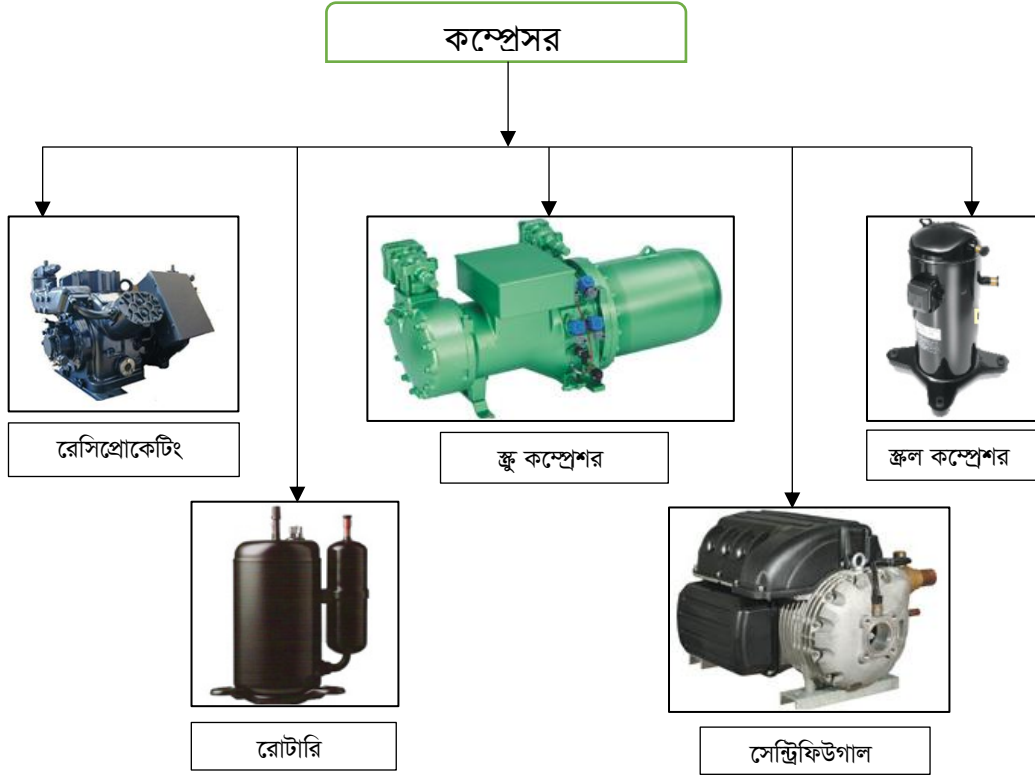 কম্প্রেসর
রেসিপ্রোকেটিং
স্ক্রু কম্প্রেশর
স্ক্রল কম্প্রেশর
রোটারি
সেন্ট্রিফিউগাল